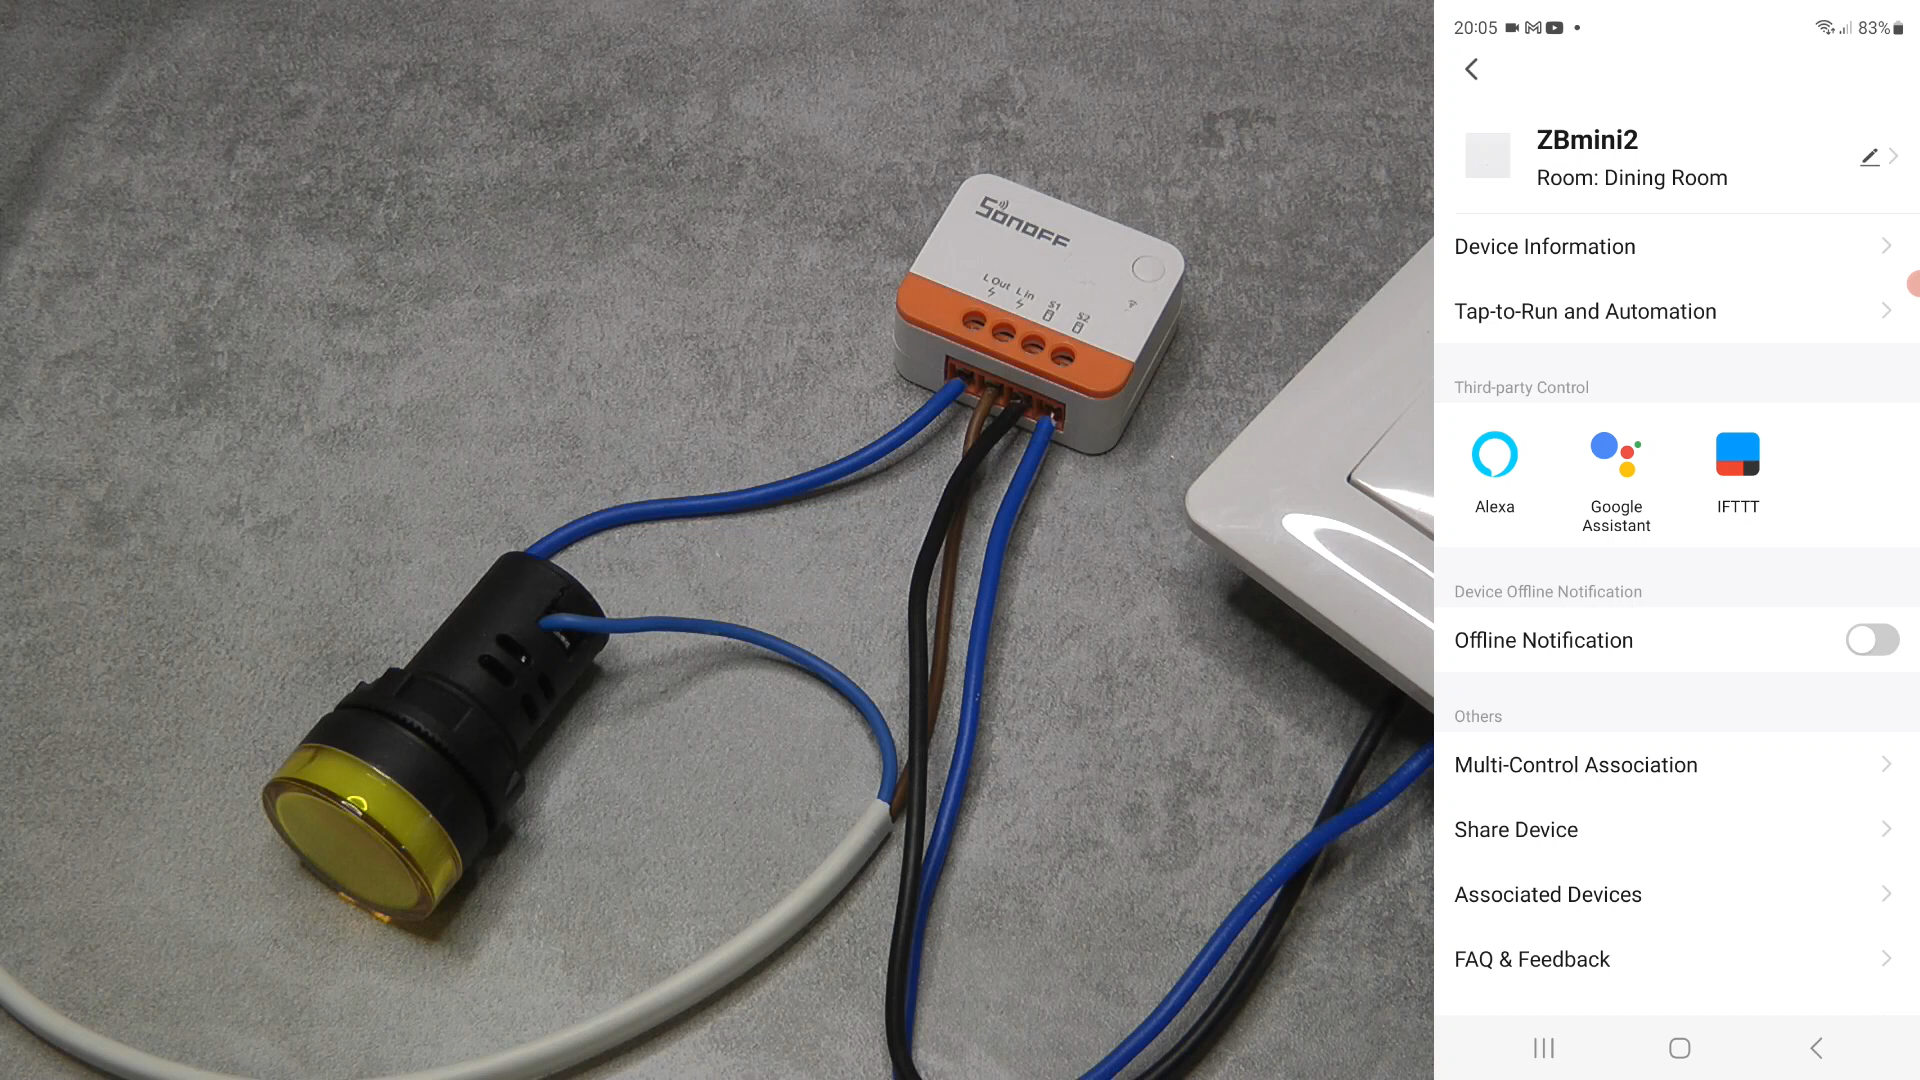 SONOFF
L Out L in S1 S2
20:05 83%
ZBmini2
Room: Dining Room
Device Information
Tap-to-Run and Automation
Third-party Control
Alexa Google Assistant IFTTT
Device Offline Notification
Offline Notification
Others
Multi-Control Association
Share Device
Associated Devices
FAQ & Feedback